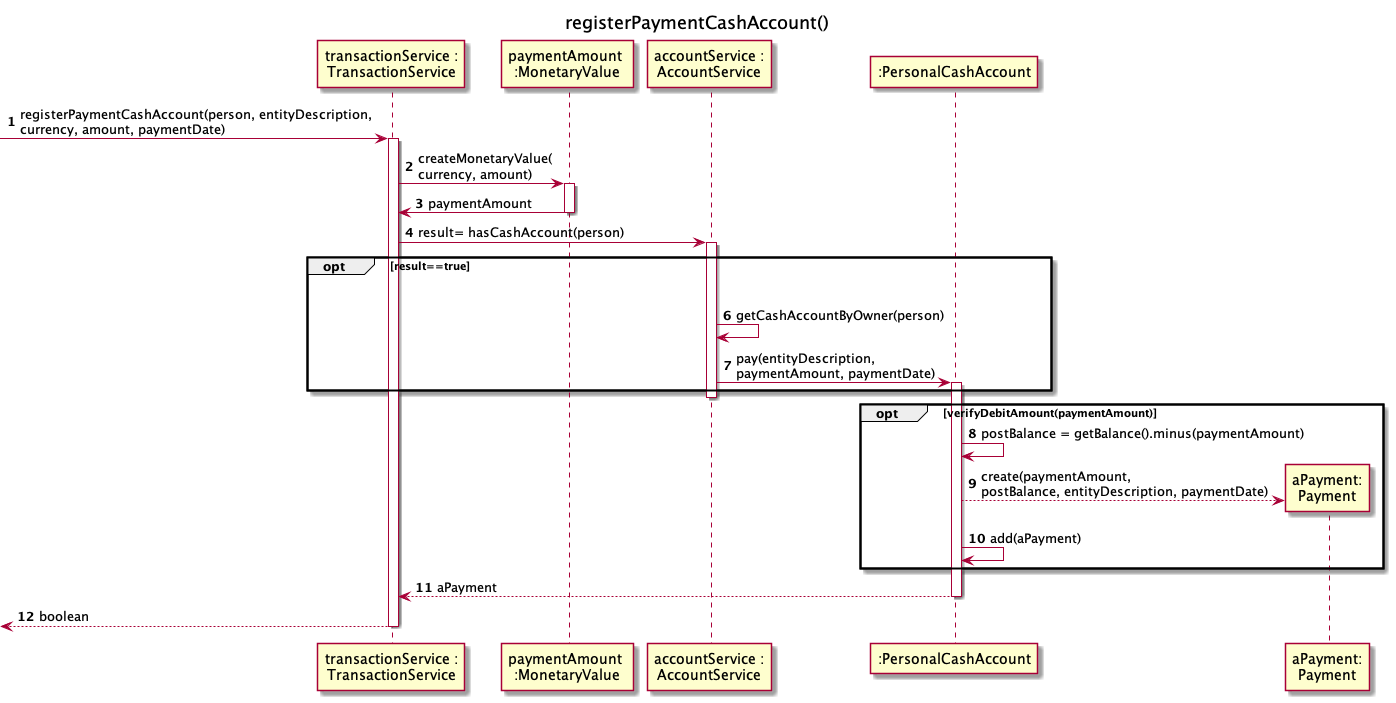 registerPaymentCashAccount()
transactionService :
TransactionService
paymentAmount
:MonetaryValue
accountService :
AccountService
:PersonalCashAccount
1 registerPaymentCashAccount(person, entityDescription,
currency, amount, paymentDate)
2 createMonetaryValue(
currency, amount)
3 paymentAmount
4 result= hasCashAccount(person)
opt [result==true]
6 getCashAccountByOwner(person)
7 pay(entityDescription,
paymentAmount, paymentDate)
opt [verifyDebitAmount(paymentAmount)]
8 postBalance = getBalance().minus(paymentAmount)
9 create(paymentAmount,
postBalance, entityDescription, paymentDate)
aPayment:
Payment
10 add(aPayment)
11 aPayment
12 boolean
transactionService :
TransactionService
paymentAmount
:MonetaryValue
accountService :
AccountService
:PersonalCashAccount
aPayment:
Payment